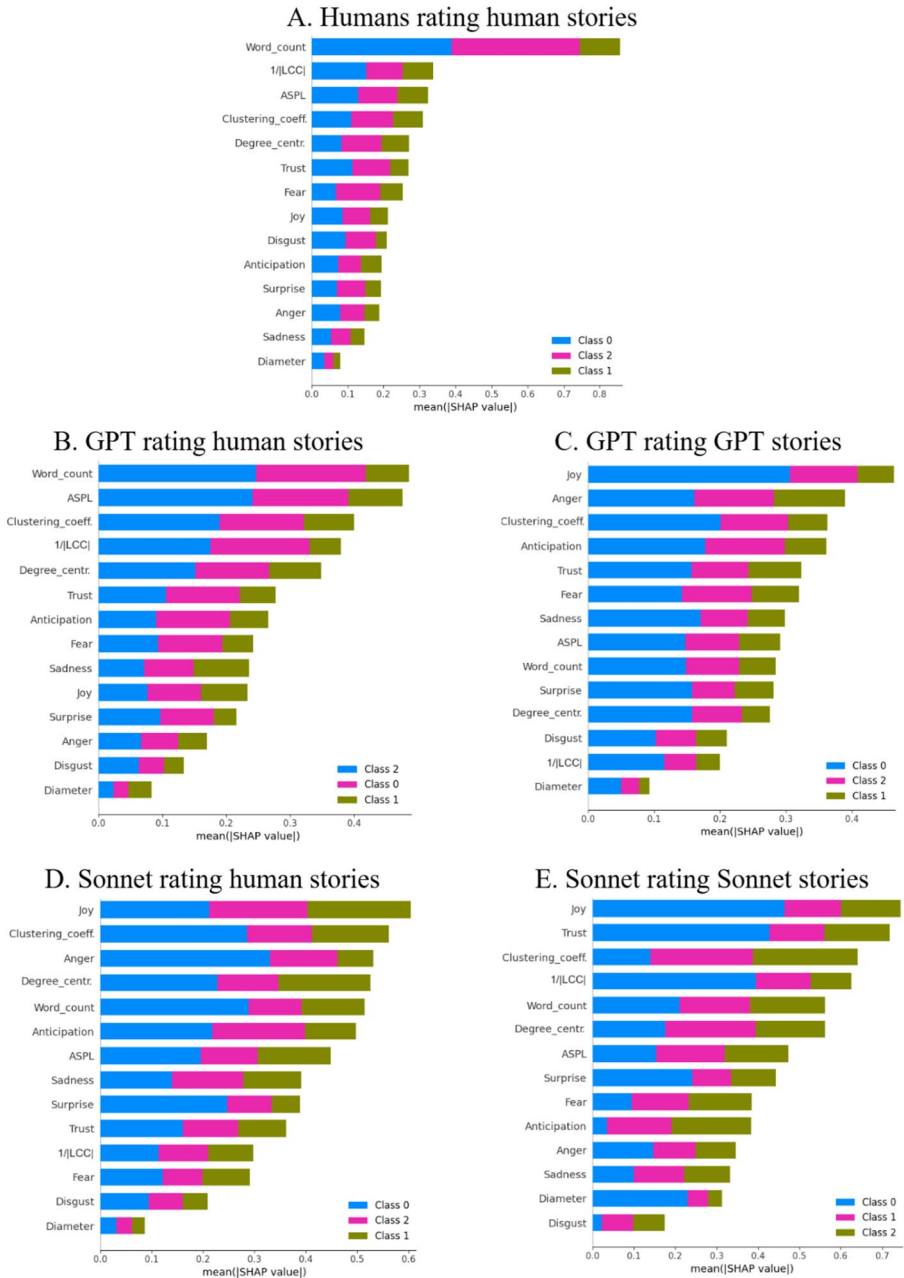 A. Humans rating human stories
Word_count
1/|LCC|
ASPL
Clustering_coeff.
Degree_centr.
Trust
Fear
Joy
Disgust
Anticipation
Surprise
Anger
Sadness
Diameter
Class 0
Class 2
Class 1
0.0 0.1 0.2 0.3 0.4 0.5 0.6 0.7 0.8
mean(|SHAP value|)
B. GPT rating human stories
Word_count
ASPL
Clustering_coeff.
1/|LCC|
Degree_centr.
Trust
Anticipation
Fear
Sadness
Joy
Surprise
Anger
Disgust
Diameter
Class 2
Class 0
Class 1
0.0 0.1 0.2 0.3 0.4
mean(|SHAP value|)
C. GPT rating GPT stories
Joy
Anger
Clustering_coeff.
Anticipation
Trust
Fear
Sadness
ASPL
Word_count
Surprise
Degree_centr.
Disgust
1/|LCC|
Diameter
Class 0
Class 2
Class 1
0.0 0.1 0.2 0.3 0.4
mean(|SHAP value|)
D. Sonnet rating human stories
Joy
Clustering_coeff.
Anger
Degree_centr.
Word_count
Anticipation
ASPL
Sadness
Surprise
Trust
1/|LCC|
Fear
Disgust
Diameter
Class 0
Class 2
Class 1
0.0 0.1 0.2 0.3 0.4 0.5 0.6
mean(|SHAP value|)
E. Sonnet rating Sonnet stories
Joy
Trust
Clustering_coeff.
1/|LCC|
Word_count
Degree_centr.
ASPL
Surprise
Fear
Anticipation
Anger
Sadness
Diameter
Disgust
Class 0
Class 1
Class 2
0.0 0.1 0.2 0.3 0.4 0.5 0.6 0.7
mean(|SHAP value|)